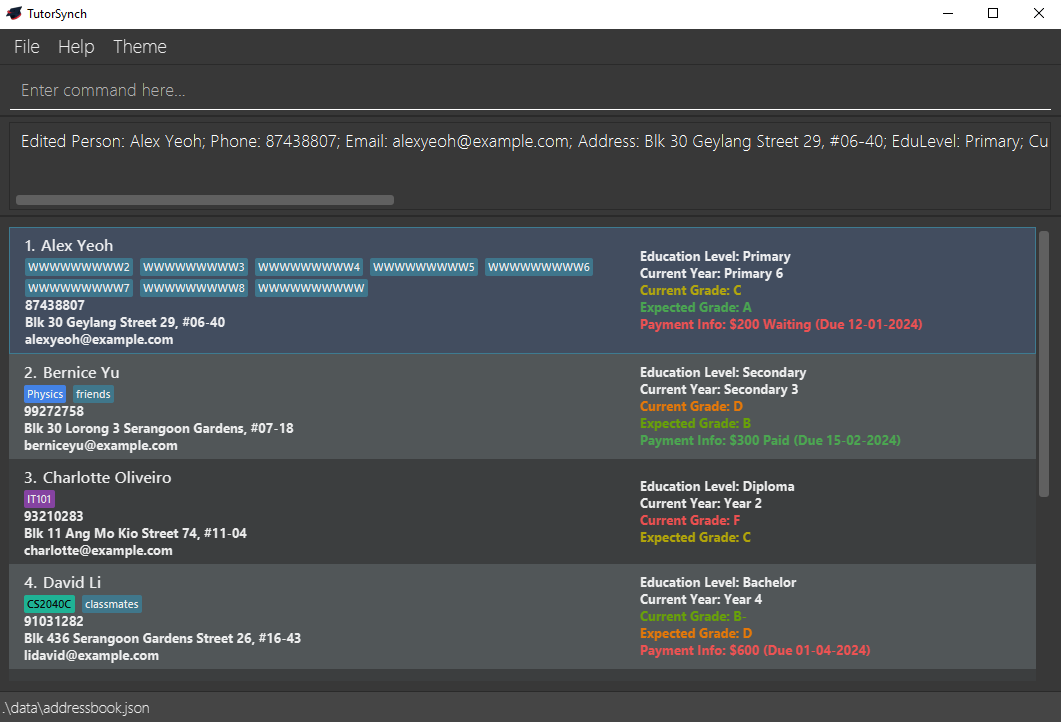 TutorSynch
File Help Theme
Enter command here...
Edited Person: Alex Yeoh; Phone: 87438807; Email: alexyeoh@example.com; Address: Blk 30 Geylang Street 29, #06-40; EduLevel: Primary; Cu
1. Alex Yeoh
WWWWWWWWW2 WWWWWWWWW3 WWWWWWWWW4 WWWWWWWWW5 WWWWWWWWW6
WWWWWWWWW7 WWWWWWWWW8 WWWWWWWWWW
87438807
Blk 30 Geylang Street 29, #06-40
alexyeoh@example.com
Education Level: Primary
Current Year: Primary 6
Current Grade: C
Expected Grade: A
Payment Info: $200 Waiting (Due 12-01-2024)
2. Bernice Yu
Physics friends
99272758
Blk 30 Lorong 3 Serangoon Gardens, #07-18
berniceyu@example.com
Education Level: Secondary
Current Year: Secondary 3
Current Grade: D
Expected Grade: B
Payment Info: $300 Paid (Due 15-02-2024)
3. Charlotte Oliveiro
IT101
93210283
Blk 11 Ang Mo Kio Street 74, #11-04
charlotte@example.com
Education Level: Diploma
Current Year: Year 2
Current Grade: F
Expected Grade: C
4. David Li
CS2040C classmates
91031282
Blk 436 Serangoon Gardens Street 26, #16-43
lidavid@example.com
Education Level: Bachelor
Current Year: Year 4
Current Grade: B-
Expected Grade: D
Payment Info: $600 (Due 01-04-2024)
.\data\addressbook.json